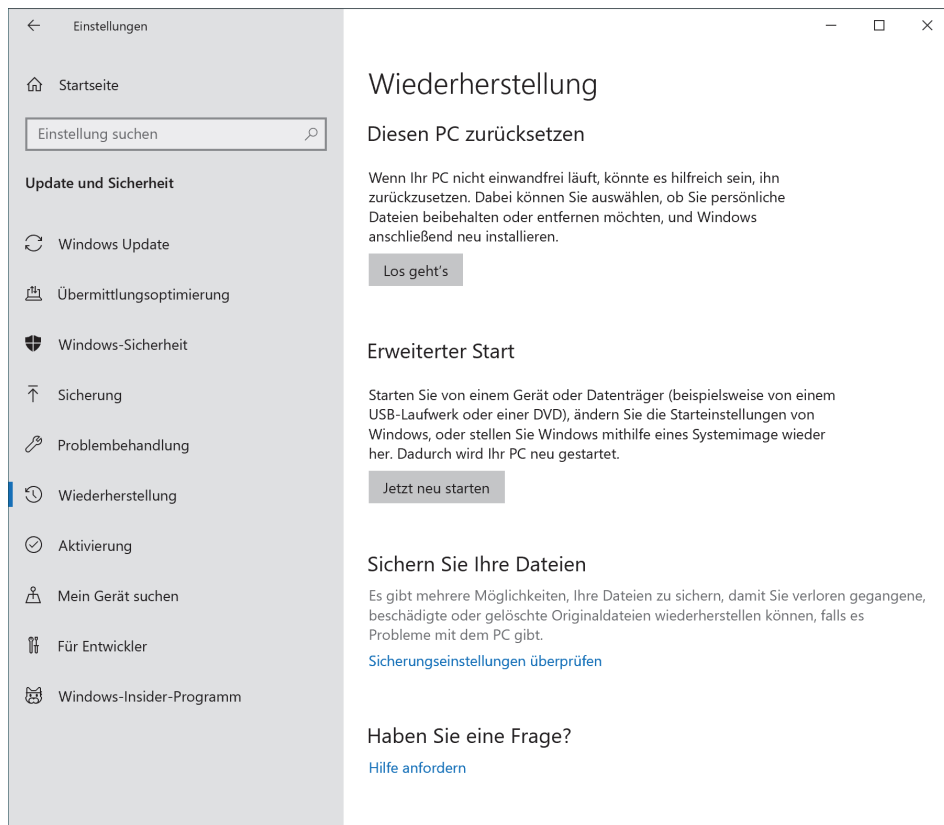 Einstellungen
Startseite
Einstellung suchen
Update und Sicherheit
Windows Update
Übermittlungsoptimierung
Windows-Sicherheit
Sicherung
Problembehandlung
Wiederherstellung
Aktivierung
Mein Gerät suchen
Für Entwickler
Windows-Insider-Programm
Wiederherstellung
Diesen PC zurücksetzen
Wenn Ihr PC nicht einwandfrei läuft, könnte es hilfreich sein, ihn
zurückzusetzen. Dabei können Sie auswählen, ob Sie persönliche
Dateien beibehalten oder entfernen möchten, und Windows
anschließend neu installieren.
Los geht's
Erweiterter Start
Starten Sie von einem Gerät oder Datenträger (beispielsweise von einem
USB-Laufwerk oder einer DVD), ändern Sie die Starteinstellungen von
Windows, oder stellen Sie Windows mithilfe eines Systemimage wieder
her. Dadurch wird Ihr PC neu gestartet.
Jetzt neu starten
Sichern Sie Ihre Dateien
Es gibt mehrere Möglichkeiten, Ihre Dateien zu sichern, damit Sie verloren gegangene,
beschädigte oder gelöschte Originaldateien wiederherstellen können, falls es
Probleme mit dem PC gibt.
Sicherungseinstellungen überprüfen
Haben Sie eine Frage?
Hilfe anfordern